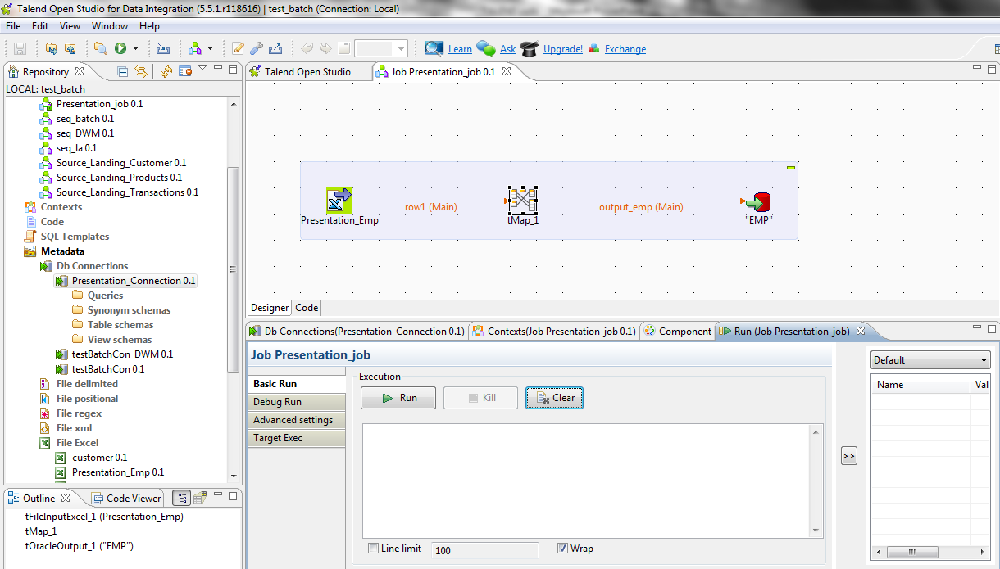 Talend Open Studio for Data Integration (5.5.1.r118616) | test_batch (Connection: Local)
File Edit View Window Help
Learn Ask Upgrade! Exchange
Repository
LOCAL: test_batch
Presentation_job 0.1
seq_batch 0.1
seq_DWM 0.1
seq_la 0.1
Source_Landing_Customer 0.1
Source_Landing_Products 0.1
Source_Landing_Transactions 0.1
Contexts
Code
SQL Templates
Metadata
Db Connections
Presentation_Connection 0.1
Queries
Synonym schemas
Table schemas
View schemas
testBatchCon_DWM 0.1
testBatchCon 0.1
File delimited
File positional
File regex
File xml
File Excel
customer 0.1
Presentation_Emp 0.1
Outline Code Viewer
tFileInputExcel_1 (Presentation_Emp)
tMap_1
tOracleOutput_1 ("EMP")
Talend Open Studio Job Presentation_job 0.1
row1 (Main) output_emp (Main)
Presentation_Emp tMap_1 "EMP"
Designer Code
Db Connections(Presentation_Connection 0.1) Contexts(Job Presentation_job 0.1) Component Run (Job Presentation_job)
Job Presentation_job
Basic Run
Debug Run
Advanced settings
Target Exec
Execution
Run Kill Clear
Line limit 100 Wrap
>>
Default
Name Val